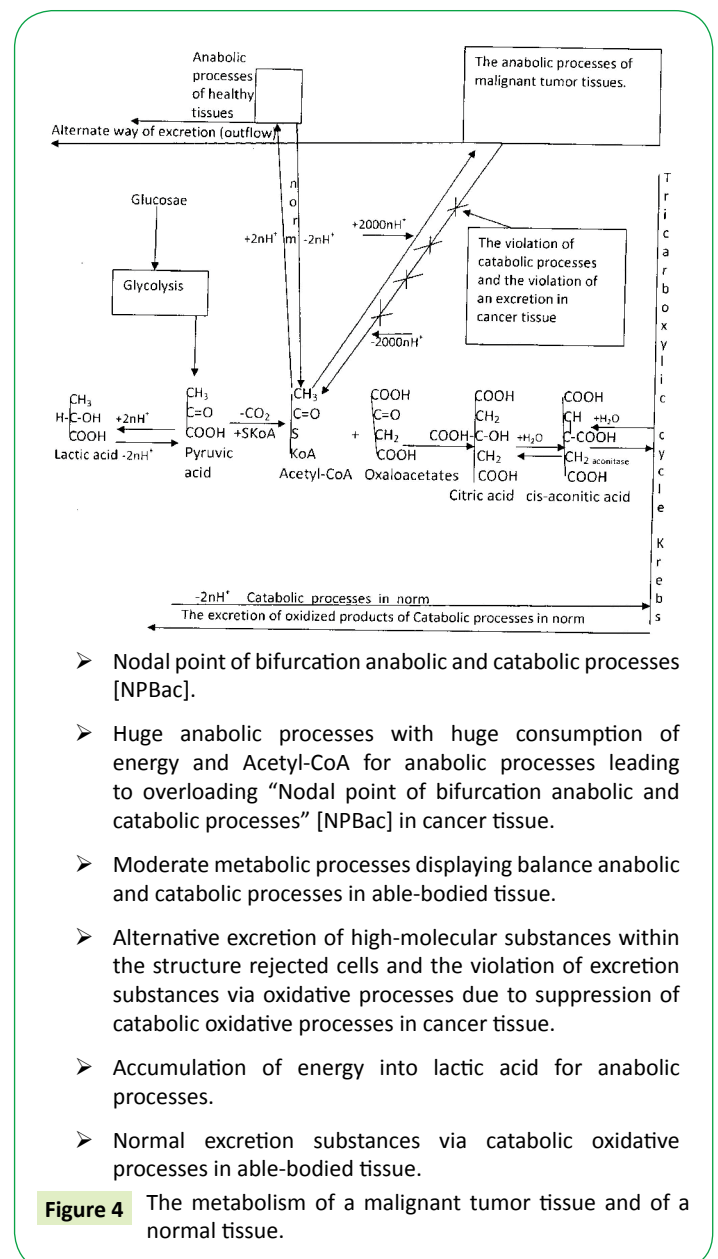 Anabolic
processes
of healthy
tissues
The anabolic processes of
malignant tumor tissues.
Alternate way of excretion (outflow)
Glucosae
Glycolysis
norm
+2nH⁺
-2nH⁺
+2000nH⁺
-2000nH⁺
The violation of
catabolic processes
and the violation of
an excretion in
cancer tissue
Tricarboxylic cycle Krebs
CH₃
H-C-OH
COOH
Lactic acid
+2nH⁺
-2nH⁺
CH₃
C=O
COOH
Pyruvic
acid
-CO₂
+SKoA
CH₃
C=O
S
KoA
Acetyl-CoA
+
COOH
C=O
CH₂
COOH
Oxaloacetates
COOH
CH₂
COOH-C-OH
CH₂
COOH
Citric acid
+H₂O
COOH
CH
C-COOH
CH₂
COOH
cis-aconitic acid
+H₂O
aconitase
-2nH⁺ Catabolic processes in norm
The excretion of oxidized products of Catabolic processes in norm
➢ Nodal point of bifurcation anabolic and catabolic processes
[NPBac].
➢ Huge anabolic processes with huge consumption of
energy and Acetyl-CoA for anabolic processes leading
to overloading “Nodal point of bifurcation anabolic and
catabolic processes” [NPBac] in cancer tissue.
➢ Moderate metabolic processes displaying balance anabolic
and catabolic processes in able-bodied tissue.
➢ Alternative excretion of high-molecular substances within
the structure rejected cells and the violation of excretion
substances via oxidative processes due to suppression of
catabolic oxidative processes in cancer tissue.
➢ Accumulation of energy into lactic acid for anabolic
processes.
➢ Normal excretion substances via catabolic oxidative
processes in able-bodied tissue.
Figure 4 The metabolism of a malignant tumor tissue and of a
normal tissue.